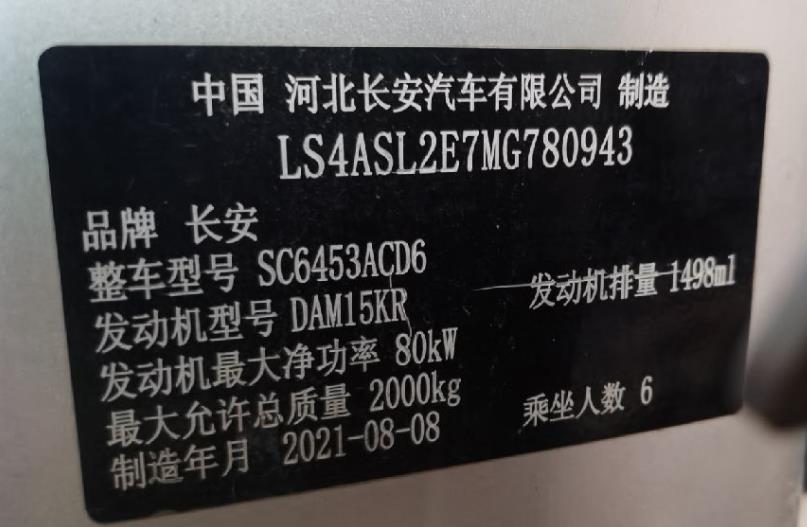 中国 河北长安汽车有限公司 制造
LS4ASL2E7MG780943
品牌 长安
整车型号 SC6453ACD6
发动机型号 DAM15KR 发动机排量 1498ml
发动机最大净功率 80kW
最大允许总质量 2000kg 乘坐人数 6
制造年月 2021-08-08